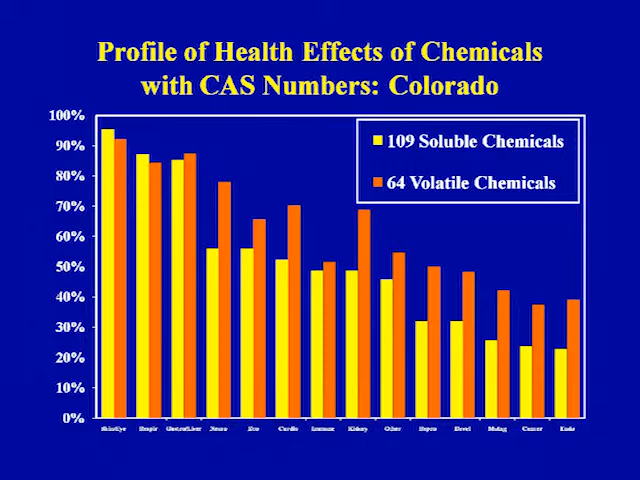 Profile of Health Effects of Chemicals
with CAS Numbers: Colorado
100%
90%
80%
70%
60%
50%
40%
30%
20%
10%
0%
109 Soluble Chemicals
64 Volatile Chemicals
Skin/Eye Respir Gastro/Liver Neuro Eco Cardio Immune Kidney Other Repro Devel Mutag Cancer Endo